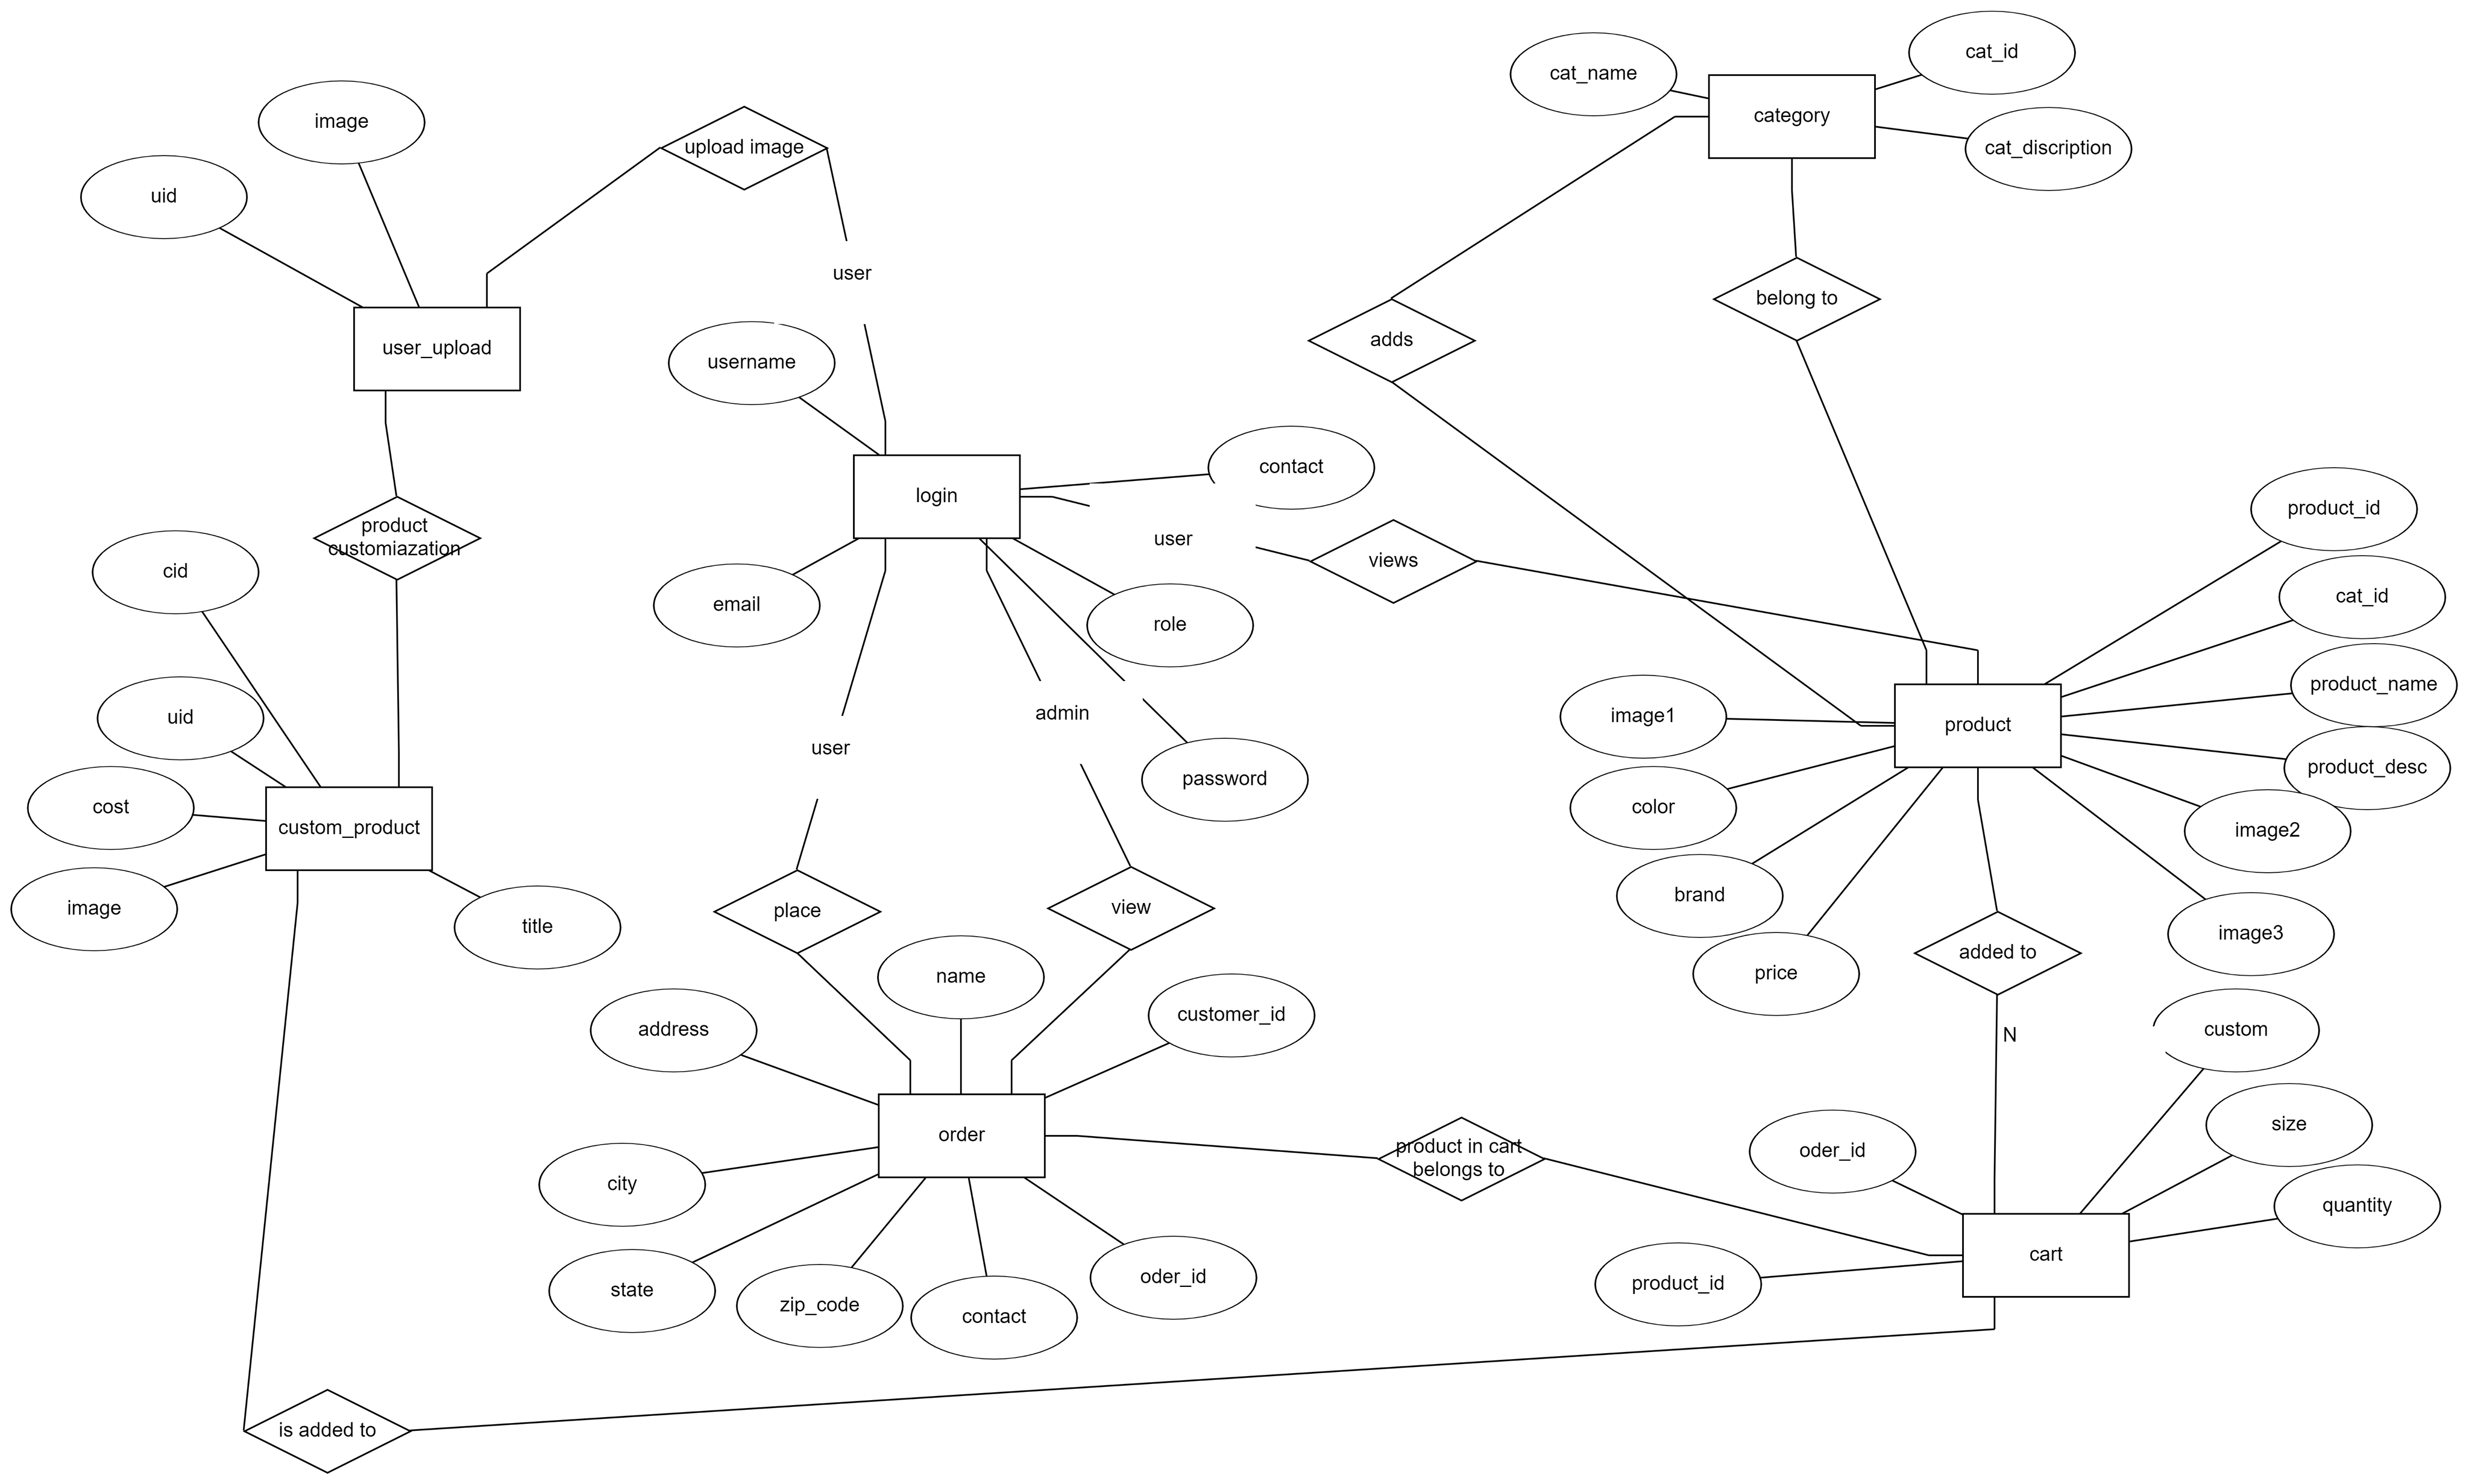 cat_id
cat_name
category
image
upload image
cat_discription
uid
user
belong to
adds
user_upload
username
contact
login
product_id
product
customiazation
user
views
cid
cat_id
email
role
product_name
admin
image1
uid
product
user
product_desc
password
cost
color
custom_product
image2
brand
image
view
place
title
image3
added to
price
name
customer_id
address
custom
N
size
order
product in cart
belongs to
oder_id
city
quantity
cart
oder_id
product_id
state
zip_code
contact
is added to